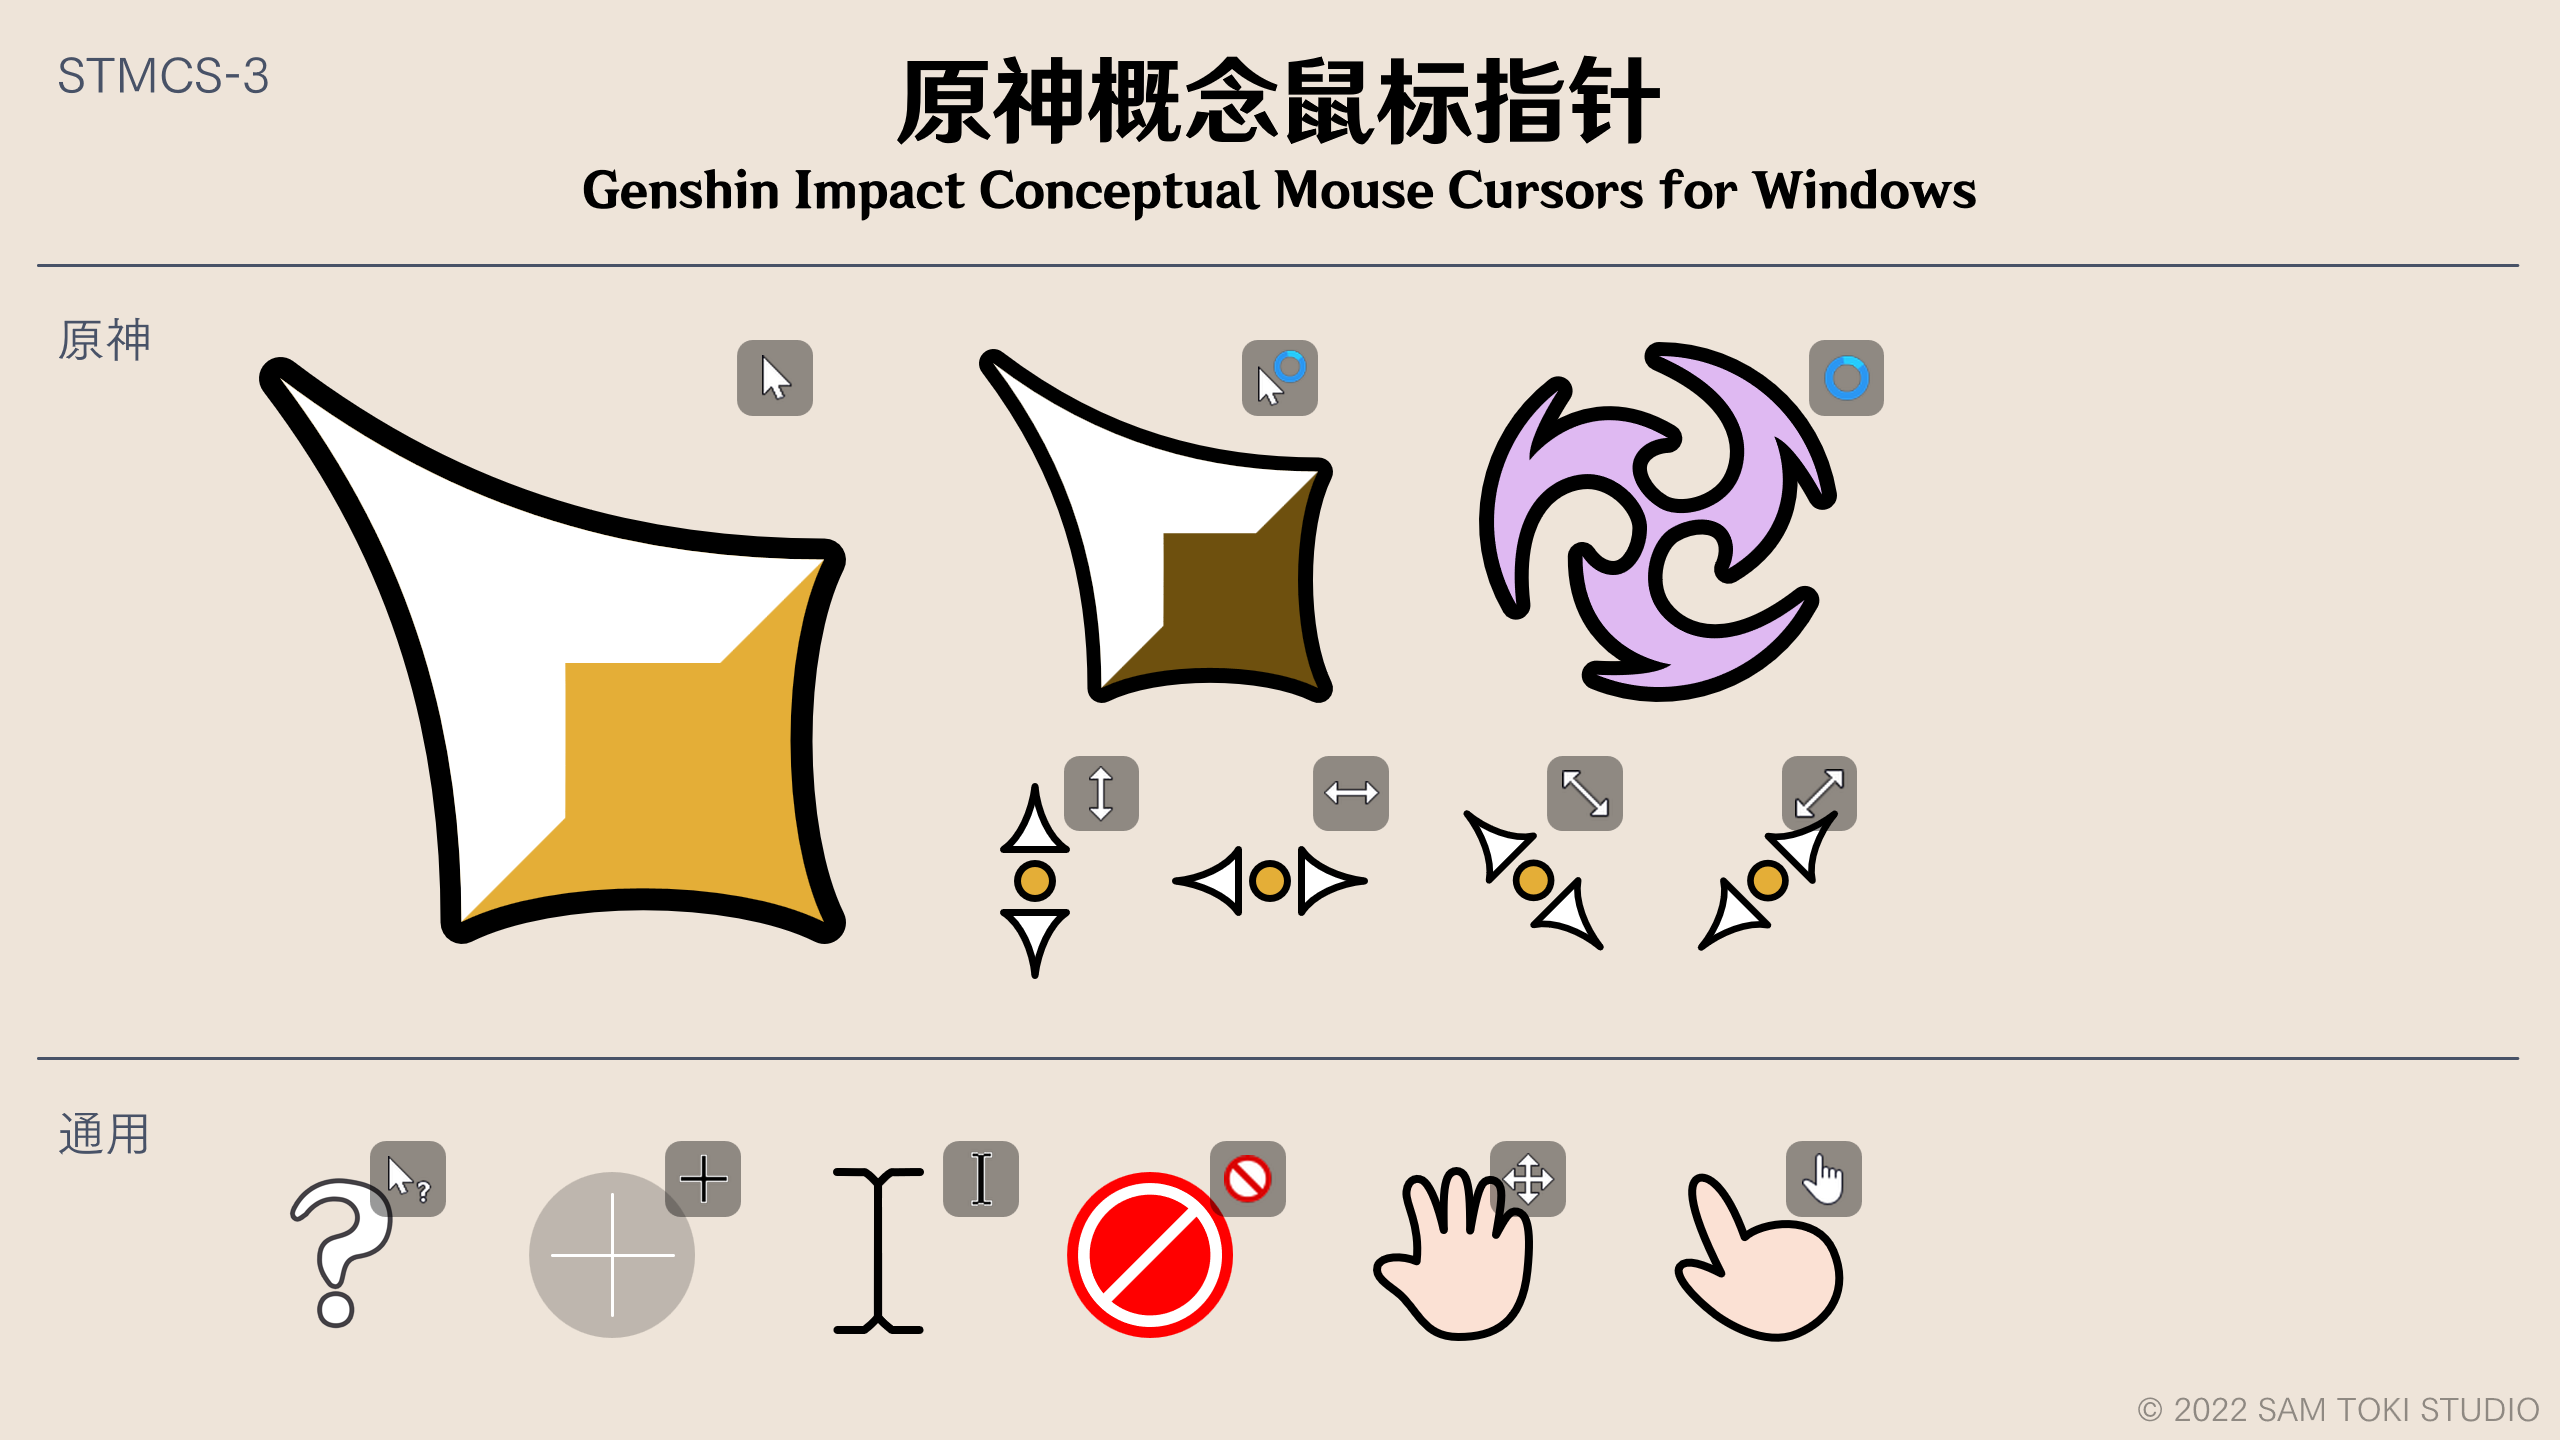 STMCS-3
原神概念鼠标指针
Genshin Impact Conceptual Mouse Cursors for Windows
原神
通用
© 2022 SAM TOKI STUDIO